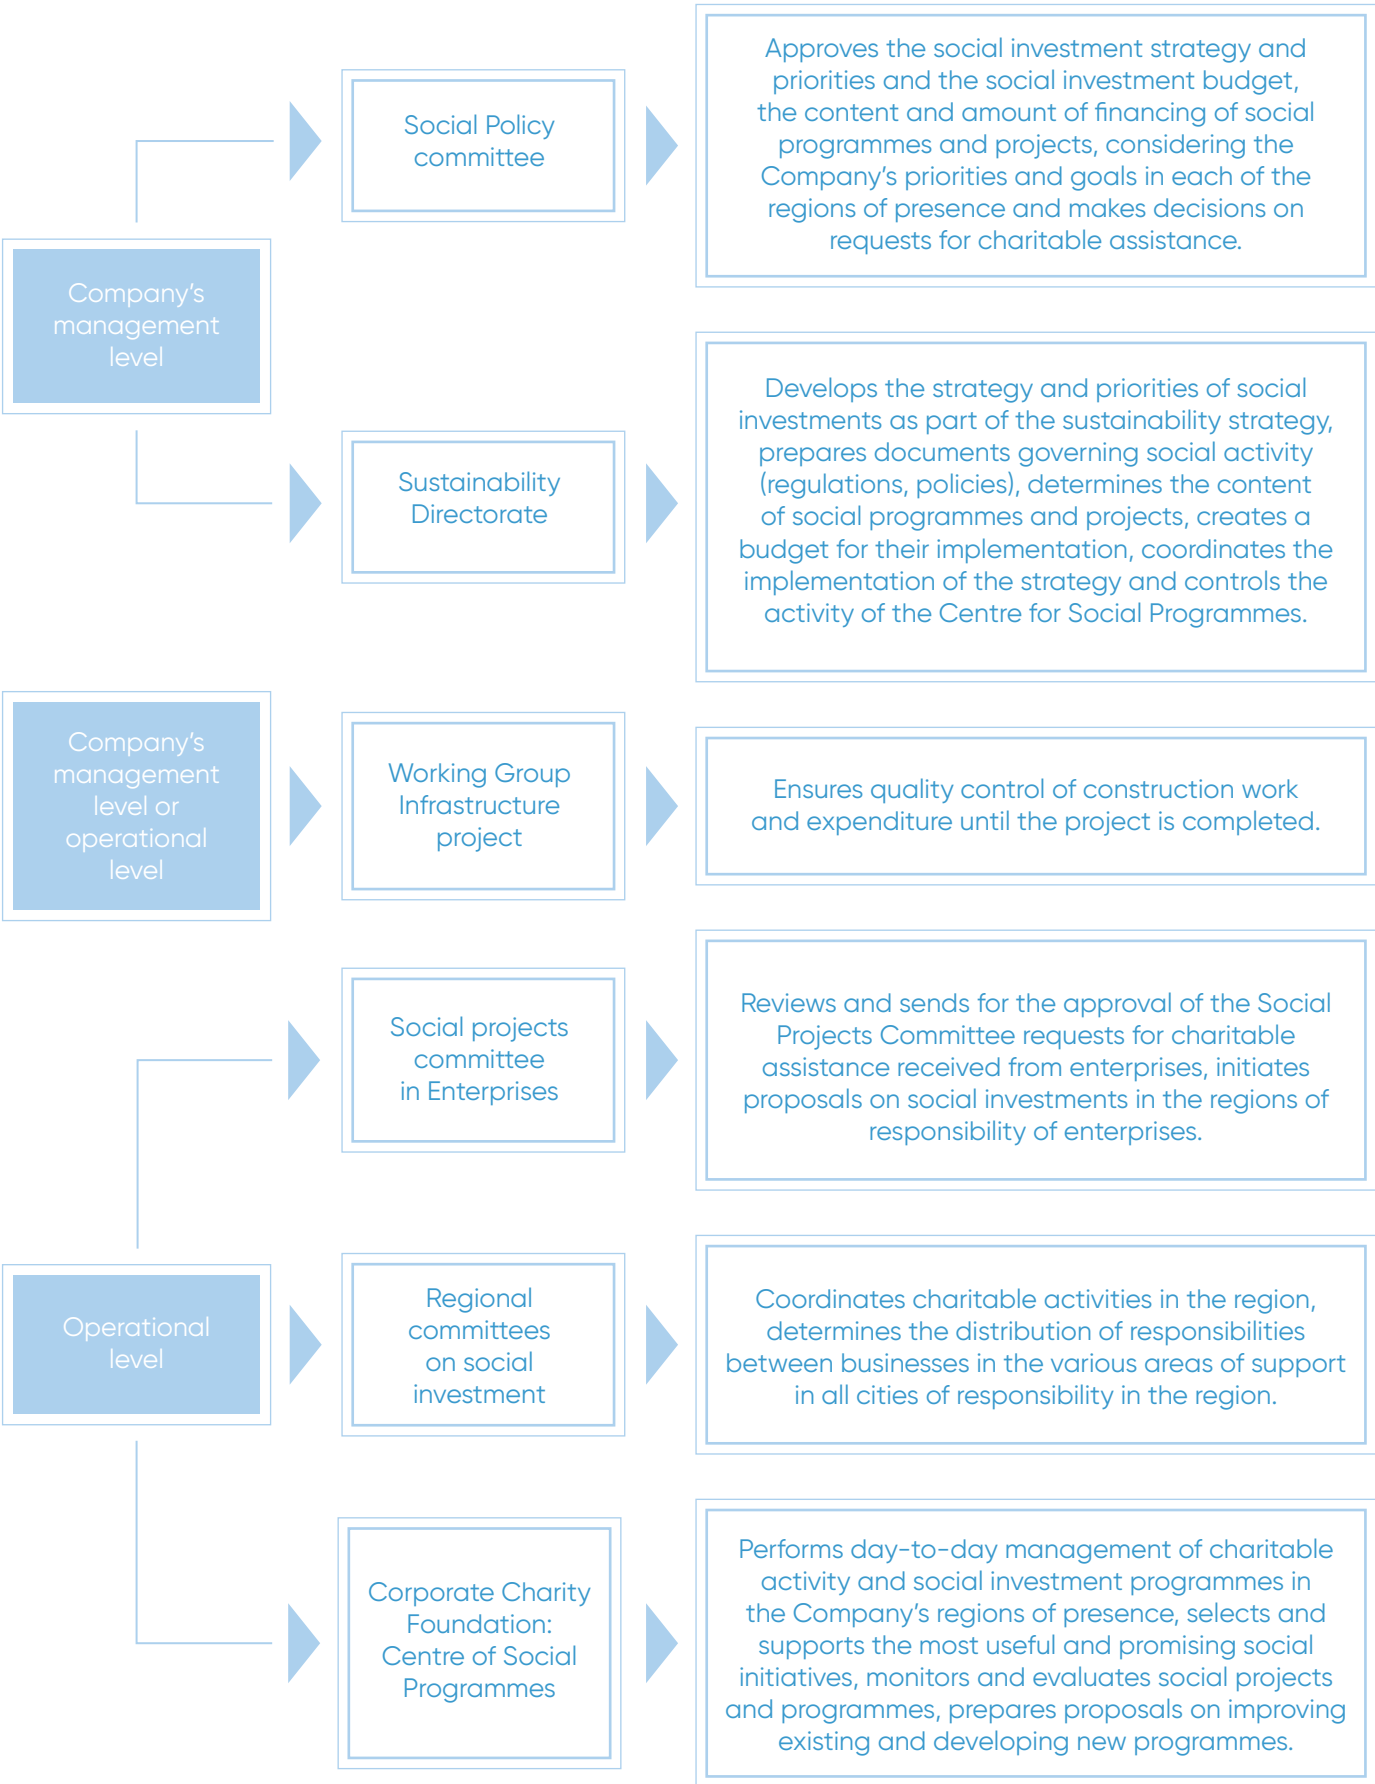 Company's
management
level
Social Policy
committee
Approves the social investment strategy and
priorities and the social investment budget,
the content and amount of financing of social
programmes and projects, considering the
Company's priorities and goals in each of the
regions of presence and makes decisions on
requests for charitable assistance.
Sustainability
Directorate
Develops the strategy and priorities of social
investments as part of the sustainability strategy,
prepares documents governing social activity
(regulations, policies), determines the content
of social programmes and projects, creates a
budget for their implementation, coordinates the
implementation of the strategy and controls the
activity of the Centre for Social Programmes.
Company's
management
level or
operational
level
Working Group
Infrastructure
project
Ensures quality control of construction work
and expenditure until the project is completed.
Operational
level
Social projects
committee
in Enterprises
Reviews and sends for the approval of the Social
Projects Committee requests for charitable
assistance received from enterprises, initiates
proposals on social investments in the regions of
responsibility of enterprises.
Regional
committees
on social
investment
Coordinates charitable activities in the region,
determines the distribution of responsibilities
between businesses in the various areas of support
in all cities of responsibility in the region.
Corporate Charity
Foundation:
Centre of Social
Programmes
Performs day-to-day management of charitable
activity and social investment programmes in
the Company's regions of presence, selects and
supports the most useful and promising social
initiatives, monitors and evaluates social projects
and programmes, prepares proposals on improving
existing and developing new programmes.